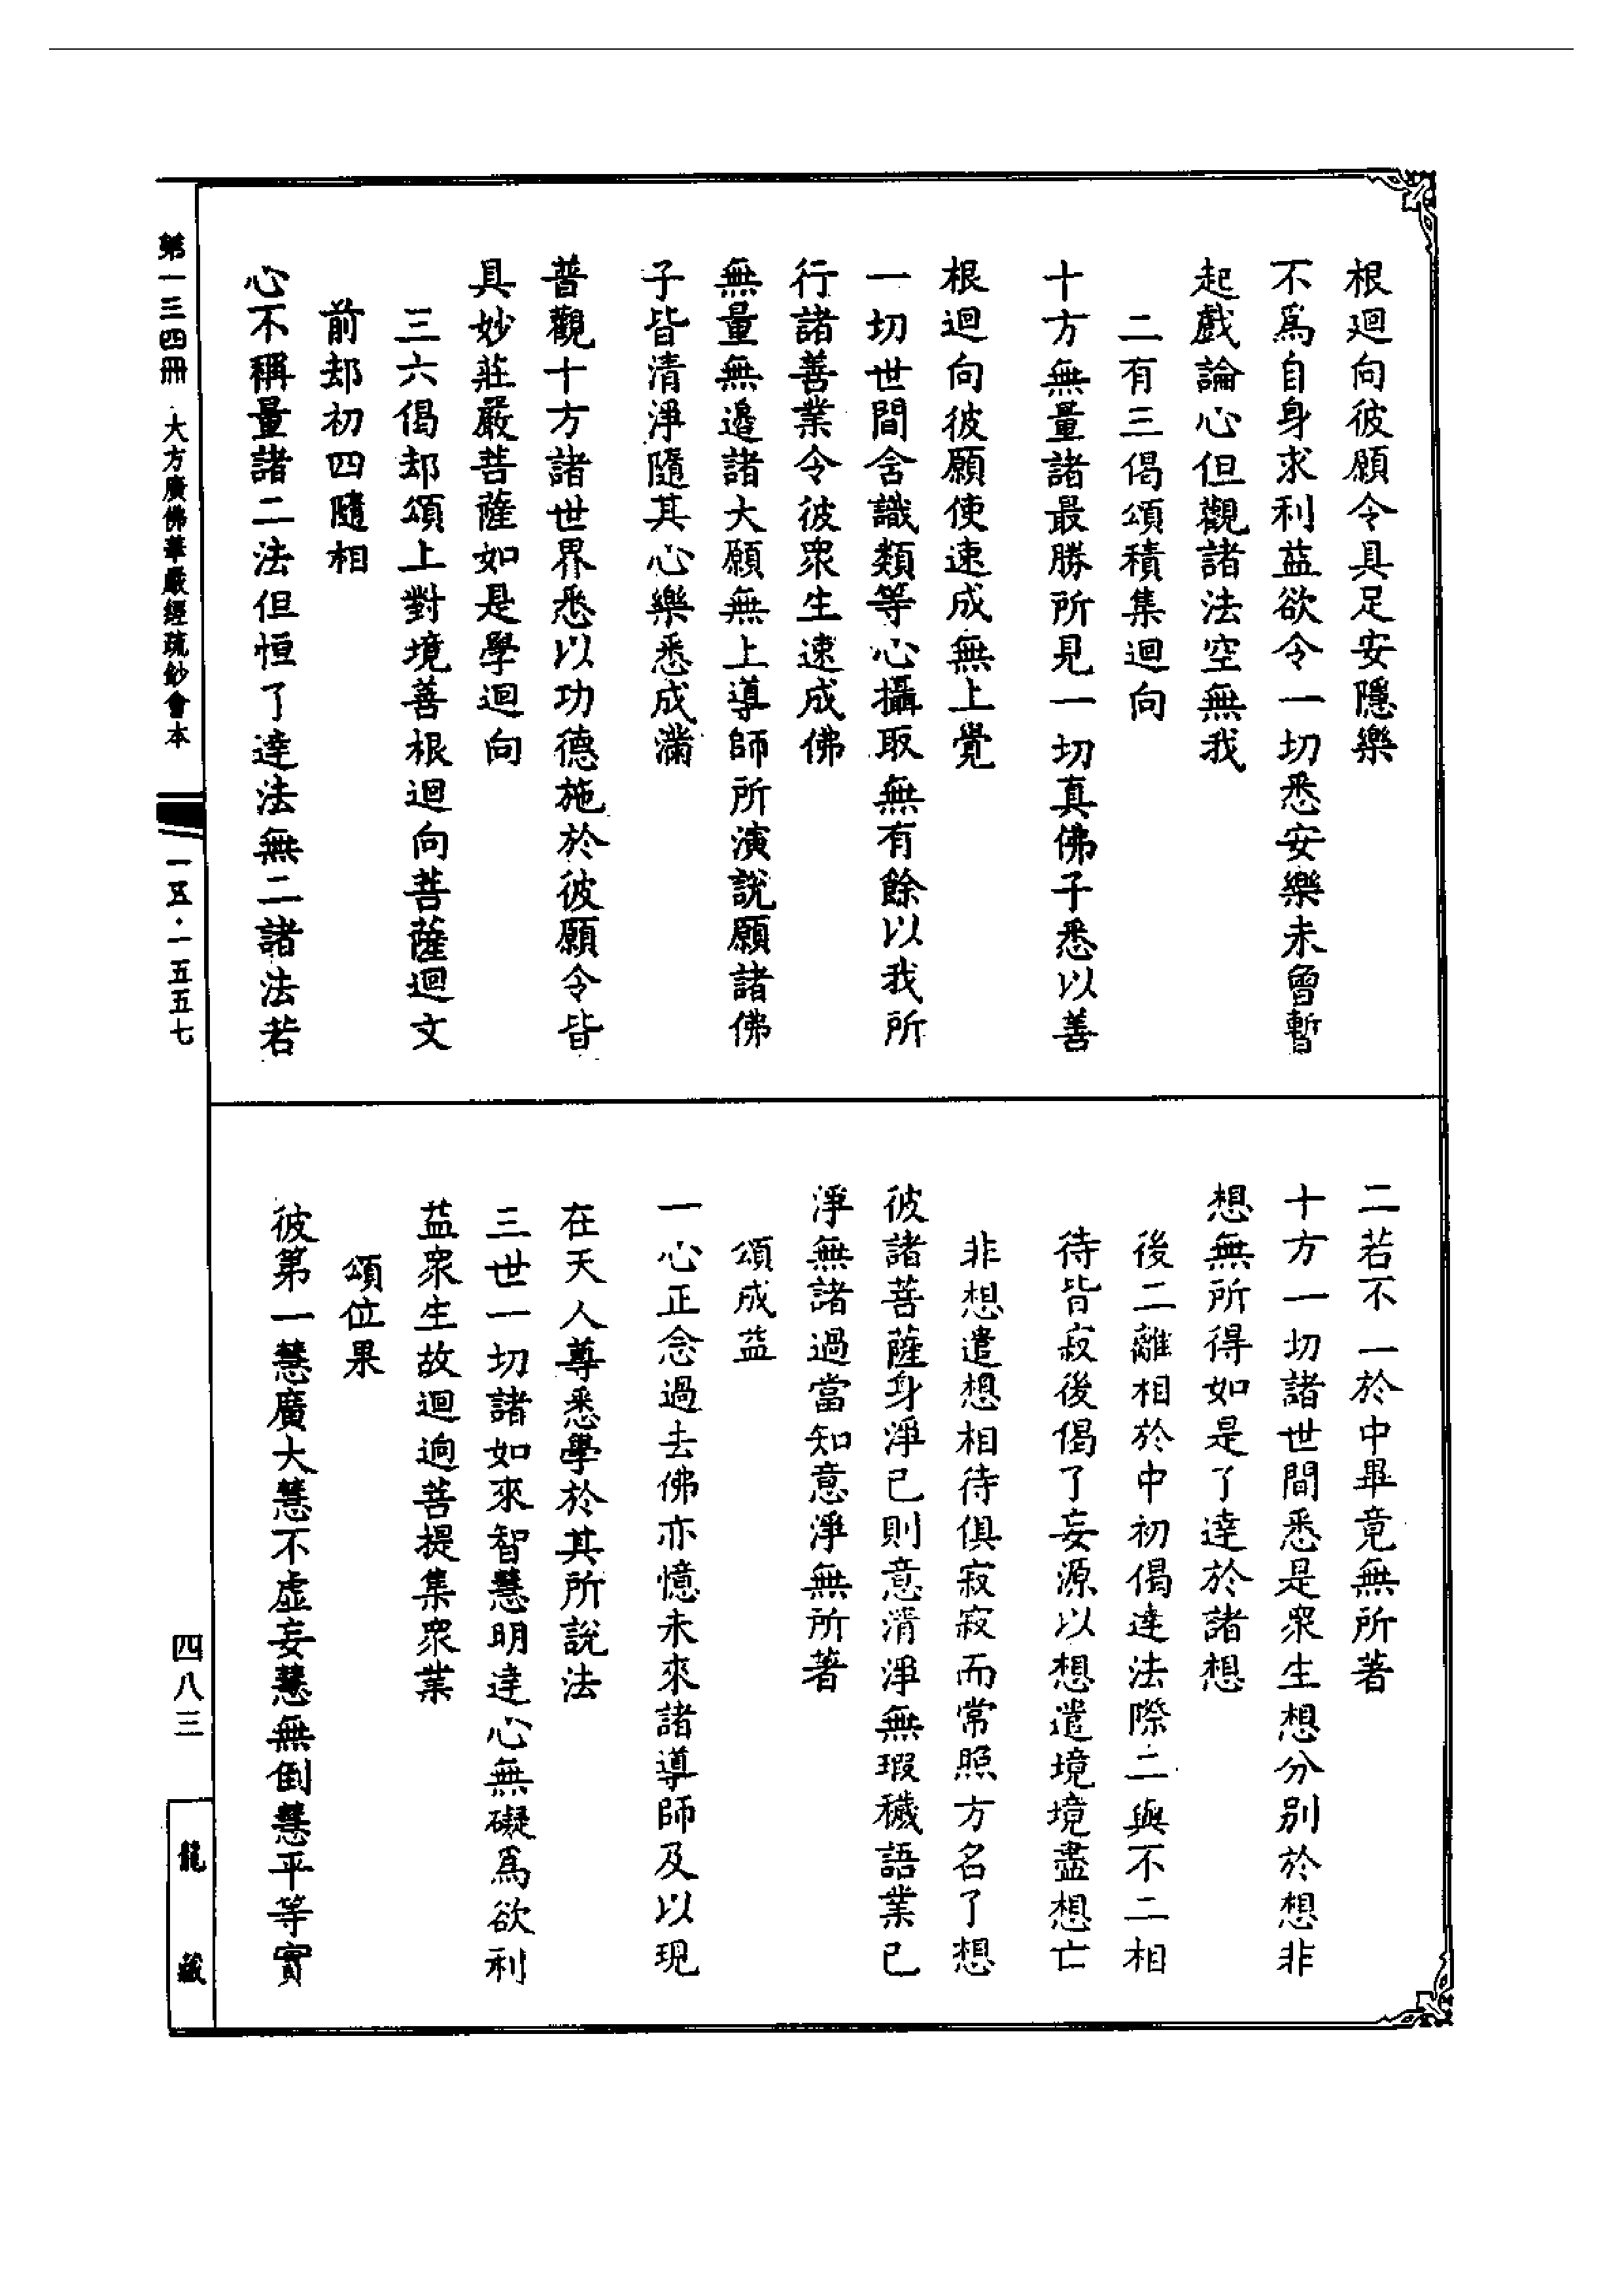 根迴向彼願令具足安隱樂
不爲自身求利益欲令一切悉安樂未曾暫
起戲論心但觀諸法空無我
二有三偈頌積集迴向
十方無量諸最勝所見一切真佛子悉以善
根迴向彼願使速成無上覺
一切世間含識類等心攝取無有餘以我所
行諸善業令彼衆生速成佛
無量無邊諸大願無上導師所演說願諸佛
子皆清淨隨其心樂悉成滿
普觀十方諸世界悉以功德施於彼願令皆
具妙莊嚴菩薩如是學迴向
三六偈却頌上對境善根迴向菩薩迴文
前却初四隨相
心不稱量諸二法但恒了達法無二諸法若
二若不二於中畢竟無所著
十方一切諸世間悉是衆生想分別於想非
想無所得如是了達於諸想
後二離相於中初偈達法際二與不二相
待皆寂後偈了妄源以想遣境境盡想亡
非想遣想相待俱寂寂而常照方名了想
彼諸菩薩身淨已則意清淨無瑕穢語業已
淨無諸過當知意淨無所著
頌成益
一心正念過去佛亦憶未來諸導師及以現
在天人尊悉學於其所說法
三世一切諸如來智慧明達心無礙爲欲利
益衆生故迴逈菩提集衆業
頌位果
彼第一慧廣大慧不虛妄慧無倒慧平等實
第一三四冊 大方廣佛華嚴經疏鈔會本
一五·一五五七
四八三
龍藏